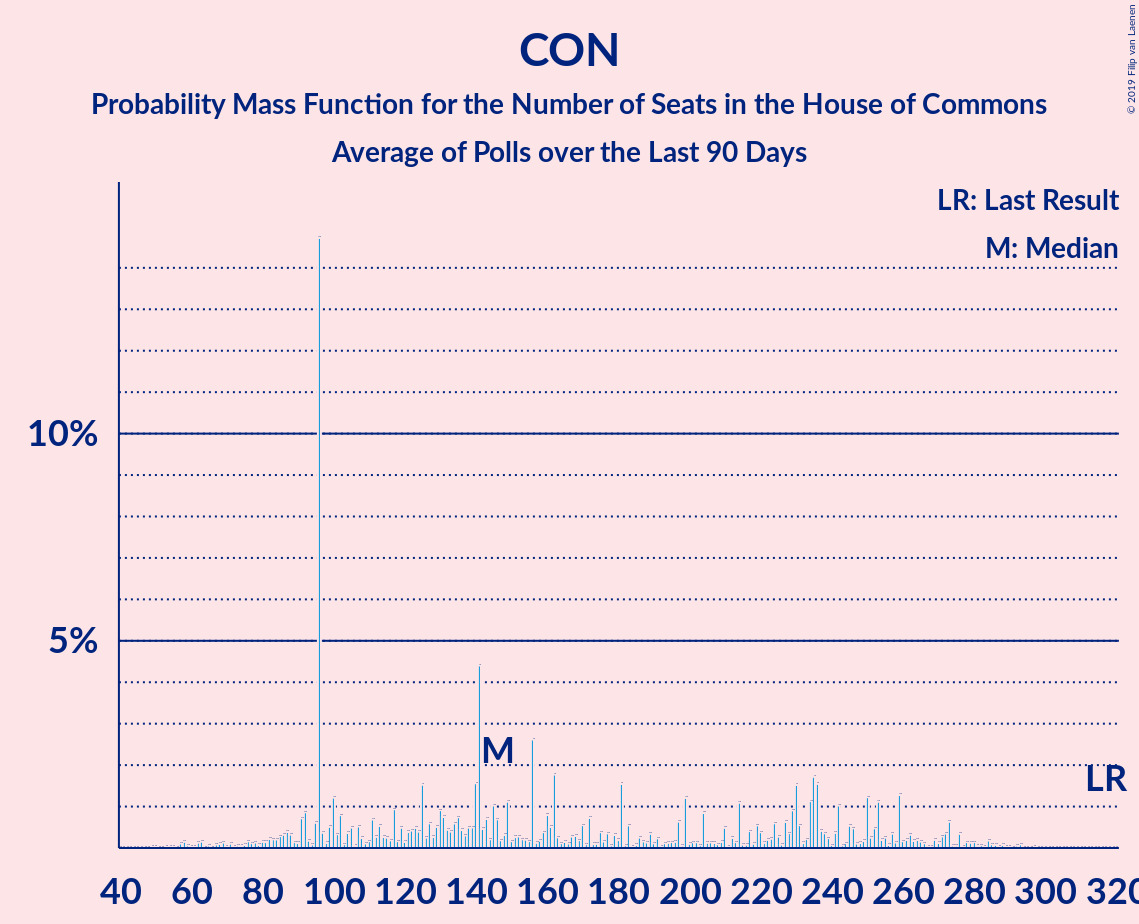 © 2019 Filip van Laenen
CON
Probability Mass Function for the Number of Seats in the House of Commons
Average of Polls over the Last 90 Days
LR: Last Result
M: Median
10%
5%
M
LR
40 60 80 100 120 140 160 180 200 220 240 260 280 300 320